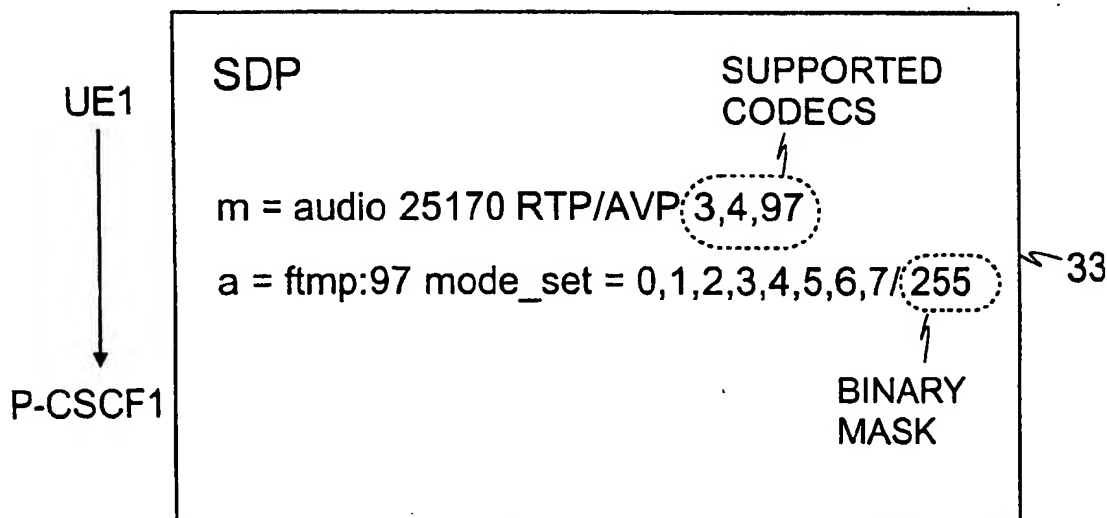 UE1
P-CSCF1
SDP
SUPPORTED
CODECS
m = audio 25170 RTP/AVP 3,4,97
a = ftmp:97 mode_set = 0,1,2,3,4,5,6,7/ 255
BINARY
MASK
33